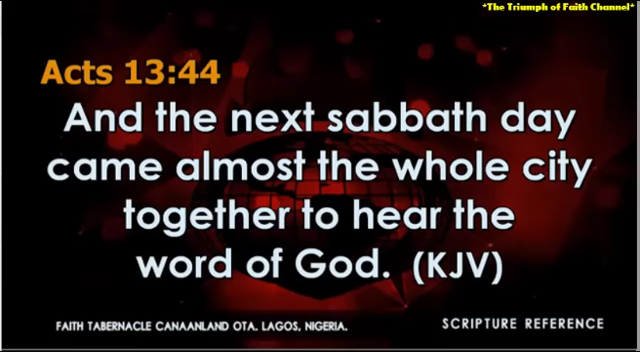 *The Triumph of Faith Channel*
Acts 13:44
And the next sabbath day
came almost the whole city
together to hear the
word of God. (KJV)
FAITH TABERNACLE CANAANLAND OTA. LAGOS, NIGERIA.
SCRIPTURE REFERENCE